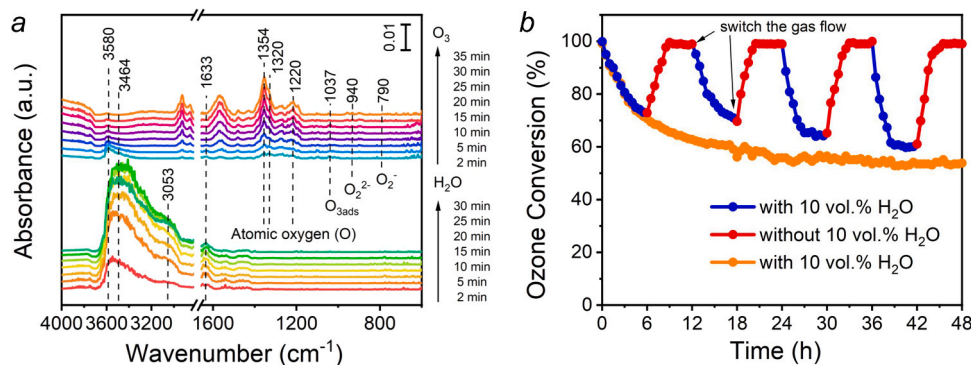 a
Absorbance (a.u.)
3580
3464
3053
1633
1354
1320
1220
1037
940
790
0.01
O₃
35 min
30 min
25 min
20 min
15 min
10 min
5 min
2 min
O₂²⁻
O₂⁻
O₃ads
Atomic oxygen (O)
H₂O
30 min
25 min
20 min
15 min
10 min
5 min
2 min
4000 3600 3200 1600 1200 800
Wavenumber (cm⁻¹)
b
Ozone Conversion (%)
switch the gas flow
100
80
60
40
20
0
with 10 vol.% H₂O
without 10 vol.% H₂O
with 10 vol.% H₂O
0 6 12 18 24 30 36 42 48
Time (h)